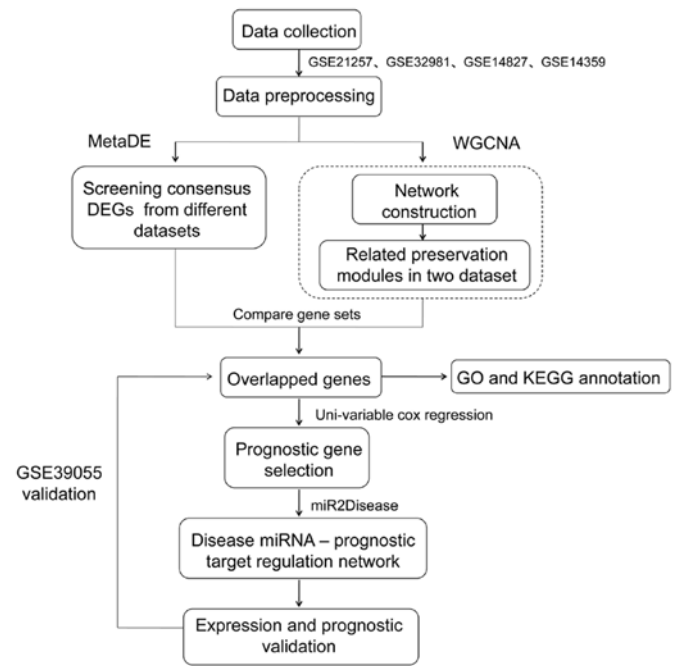 Data collection
GSE21257、GSE32981、GSE14827、GSE14359
Data preprocessing
MetaDE
WGCNA
Screening consensus
DEGs from different
datasets
Network
construction
Related preservation
modules in two dataset
Compare gene sets
Overlapped genes
GO and KEGG annotation
Uni-variable cox regression
Prognostic gene
selection
GSE39055
validation
miR2Disease
Disease miRNA – prognostic
target regulation network
Expression and prognostic
validation